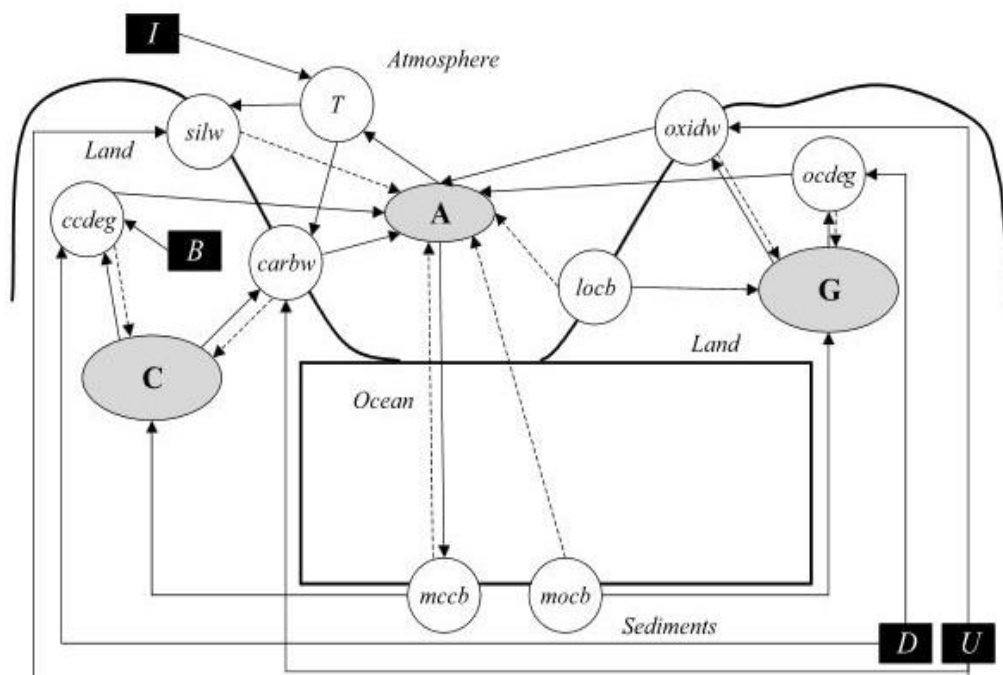 I
Atmosphere
T
silw
oxidw
Land
ocdeg
ccdeg
A
B
carbw
locb
G
Land
C
Ocean
mccb
mocb
Sediments
D
U